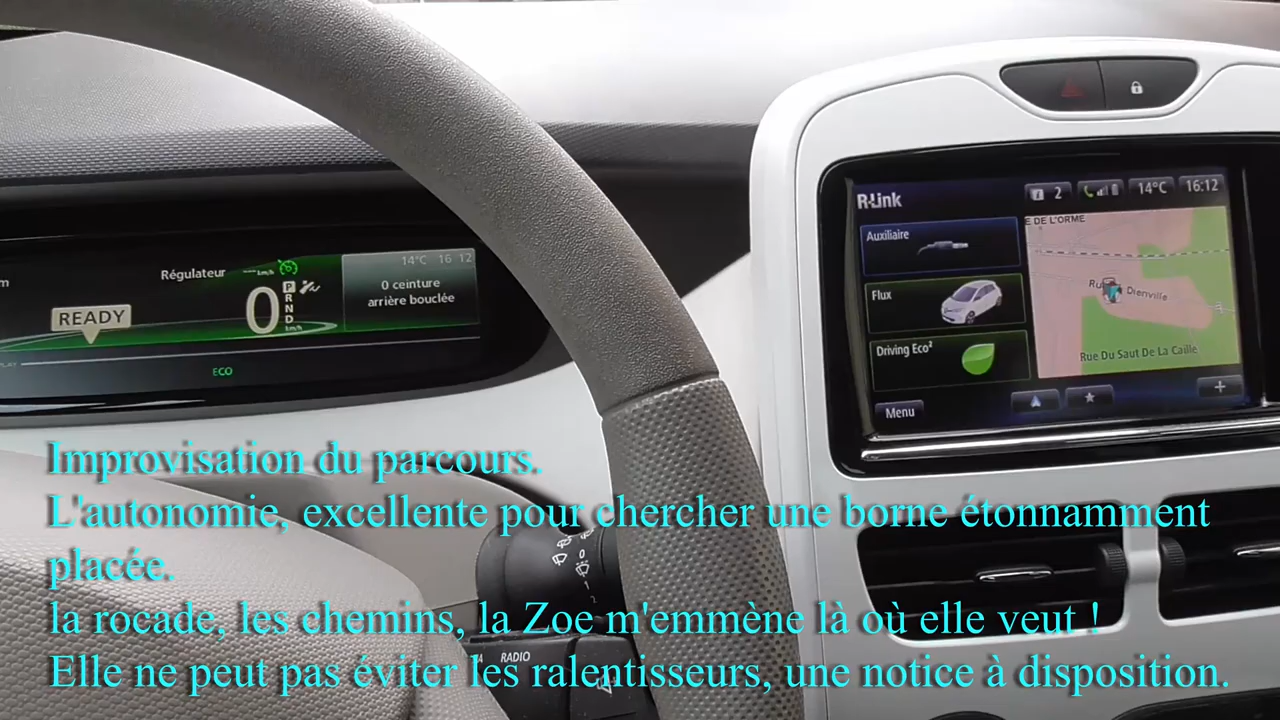 R-Link
2
14°C
16:12
Auxiliaire
Flux
Driving Eco²
Menu
E DE L'ORME
Dienville
Rue Du Saut De La Caille
m
Régulateur
km/h
0
P
R
N
D
km/h
READY
ECO
14°C 16 12
0 ceinture
arrière bouclée
RADIO
Improvisation du parcours.
L'autonomie, excellente pour chercher une borne étonnamment
placée.
la rocade, les chemins, la Zoe m'emmène là où elle veut !
Elle ne peut pas éviter les ralentisseurs, une notice à disposition.